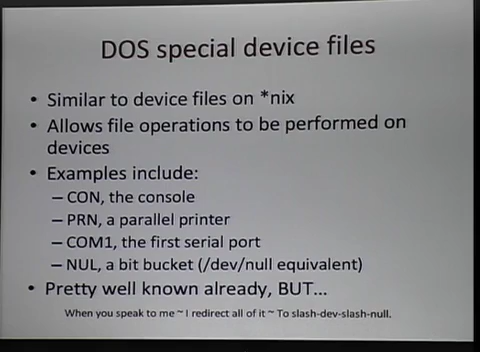 DOS special device files
• Similar to device files on *nix
• Allows file operations to be performed on
devices
• Examples include:
– CON, the console
– PRN, a parallel printer
– COM1, the first serial port
– NUL, a bit bucket (/dev/null equivalent)
• Pretty well known already, BUT...
When you speak to me ~ I redirect all of it ~ To slash-dev-slash-null.